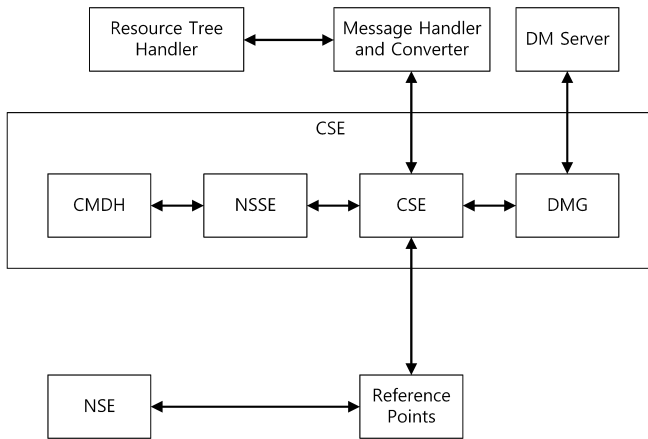 Resource Tree
Handler
Message Handler
and Converter
DM Server
CSE
CMDH
NSSE
CSE
DMG
NSE
Reference
Points